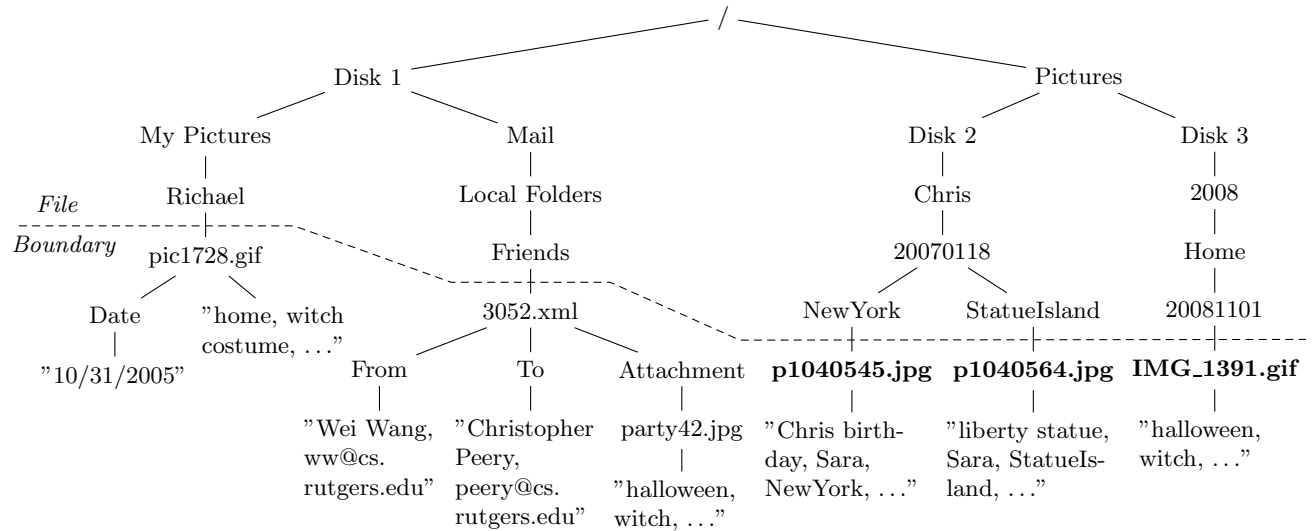 /
Disk 1 Pictures
My Pictures Mail Disk 2 Disk 3
Richael Local Folders Chris 2008
File
Boundary
pic1728.gif Friends 20070118 Home
Date "home, witch 3052.xml NewYork StatueIsland 20081101
costume, ..."
"10/31/2005" From To Attachment p1040545.jpg p1040564.jpg IMG_1391.gif
"Wei Wang, "Christopher party42.jpg "Chris birth- "liberty statue, "halloween,
ww@cs. Peery, day, Sara, Sara, StatueIs- witch, ..."
rutgers.edu" peery@cs. "halloween, NewYork, ..." land, ..."
rutgers.edu" witch, ..."